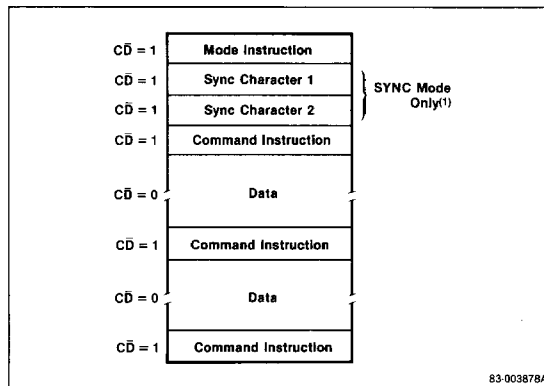 CD̅ = 1 Mode Instruction
CD̅ = 1 Sync Character 1
SYNC Mode
Only(1)
CD̅ = 1 Sync Character 2
CD̅ = 1 Command Instruction
CD̅ = 0 Data
CD̅ = 1 Command Instruction
CD̅ = 0 Data
CD̅ = 1 Command Instruction
83-003878A